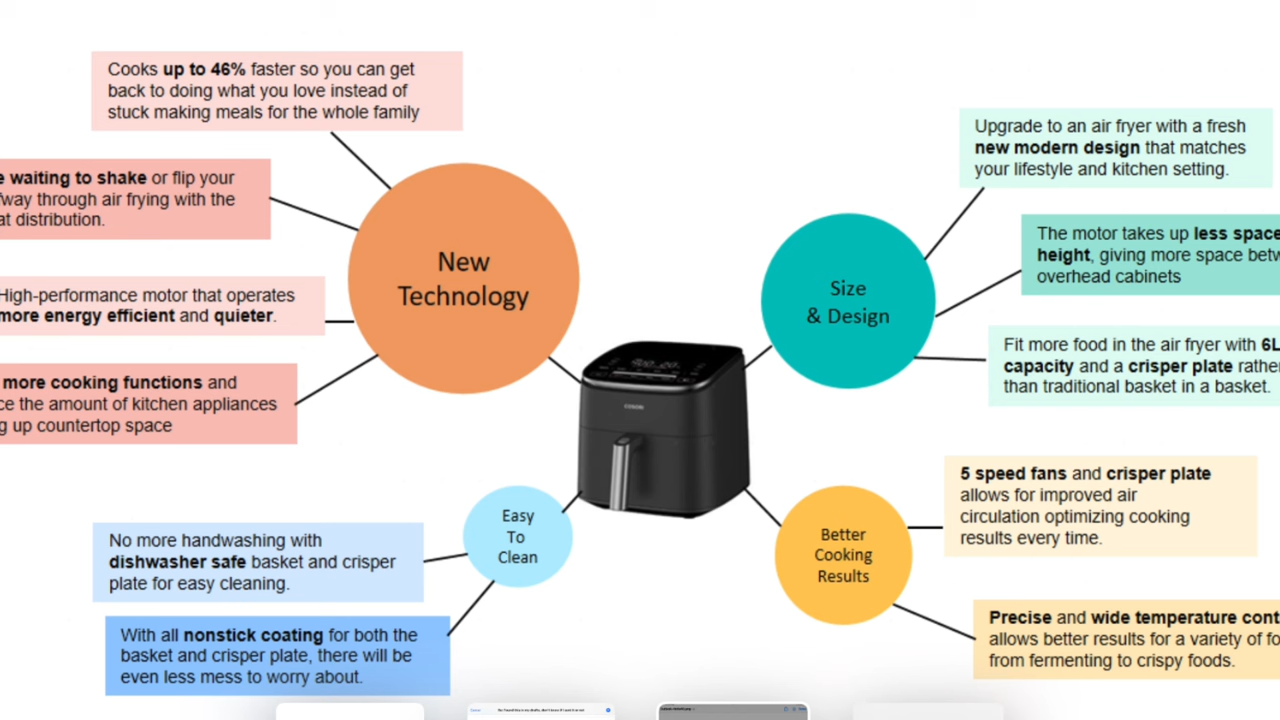 Cooks up to 46% faster so you can get
back to doing what you love instead of
stuck making meals for the whole family
waiting to shake or flip your
way through air frying with the
distribution.
High-performance motor that operates
more energy efficient and quieter.
more cooking functions and
the amount of kitchen appliances
up countertop space
New
Technology
Upgrade to an air fryer with a fresh
new modern design that matches
your lifestyle and kitchen setting.
The motor takes up less space
height, giving more space
overhead cabinets
Fit more food in the air fryer with 6L
capacity and a crisper plate
than traditional basket in a basket.
Size
& Design
COSORI
Easy
To
Clean
No more handwashing with
dishwasher safe basket and crisper
plate for easy cleaning.
With all nonstick coating for both the
basket and crisper plate, there will be
even less mess to worry about.
Better
Cooking
Results
5 speed fans and crisper plate
allows for improved air
circulation optimizing cooking
results every time.
Precise and wide temperature
allows better results for a variety of
from fermenting to crispy foods.